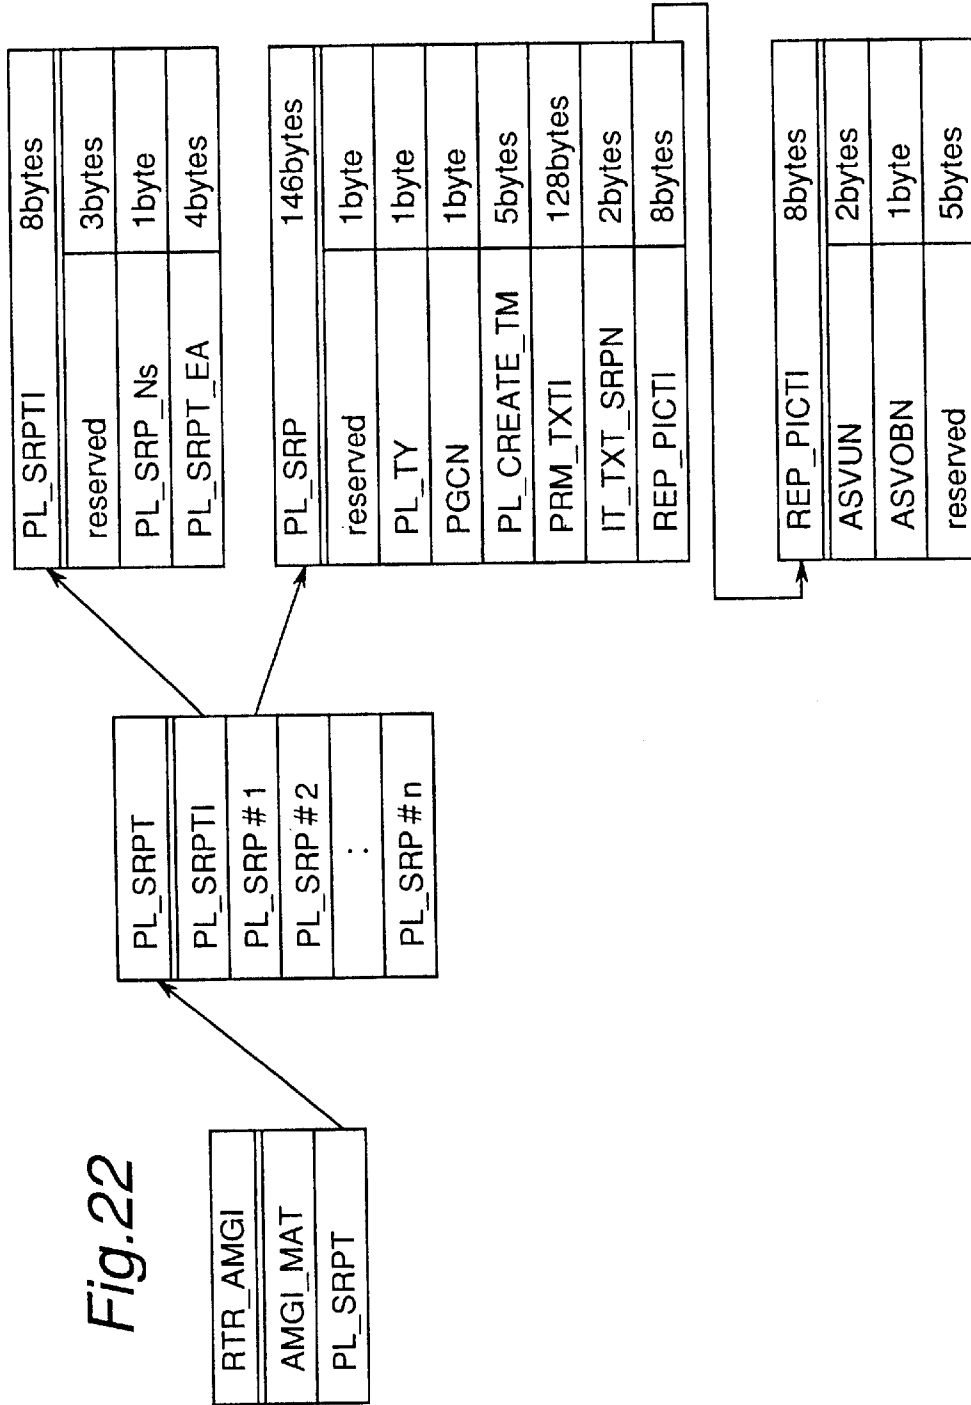 Fig.22
RTR_AMGI
AMGI_MAT
PL_SRPT
PL_SRPT
PL_SRPTI
PL_SRP#1
PL_SRP#2
:
PL_SRP#n
PL_SRPTI 8bytes
reserved 3bytes
PL_SRP_Ns 1byte
PL_SRPT_EA 4bytes
PL_SRP 146bytes
reserved 1byte
PL_TY 1byte
PGCN 1byte
PL_CREATE_TM 5bytes
PRM_TXTI 128bytes
IT_TXT_SRPN 2bytes
REP_PICTI 8bytes
REP_PICTI 8bytes
ASVUN 2bytes
ASVOBN 1byte
reserved 5bytes